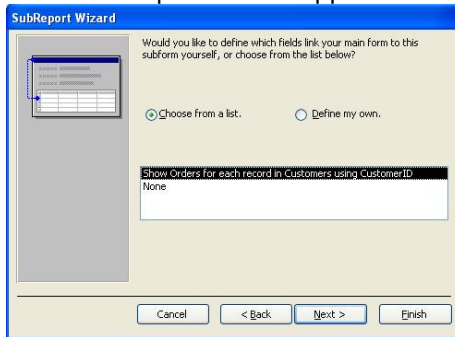 SubReport Wizard
Would you like to define which fields link your main form to this
subform yourself, or choose from the list below?
Choose from a list.
Define my own.
Show Orders for each record in Customers using CustomerID
None
Cancel
< Back
Next >
Finish